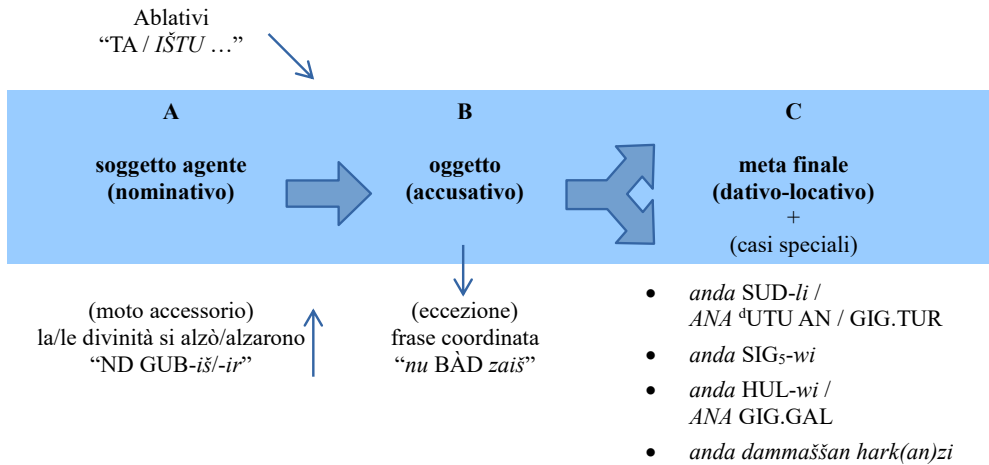 Ablativi
“TA / IŠTU …”
A
soggetto agente
(nominativo)
B
oggetto
(accusativo)
C
meta finale
(dativo-locativo)
+
(casi speciali)
(moto accessorio)
la/le divinità si alzò/alzarono
“ND GUB-iš/-ir”
(eccezione)
frase coordinata
“nu BÀD zaiš”
• anda SUD-li /
ANA ᵈUTU AN / GIG.TUR
• anda SIG₅-wi
• anda HUL-wi /
ANA GIG.GAL
• anda dammaššan hark(an)zi